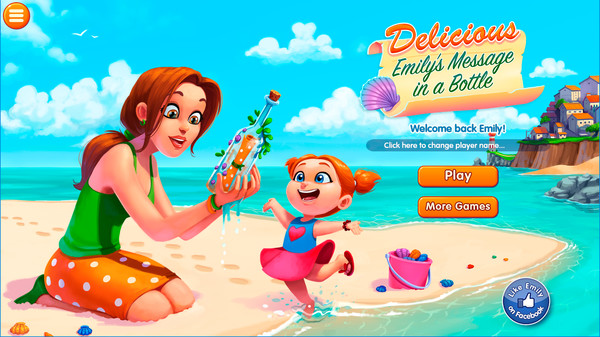 Delicious
Emily's Message
in a Bottle
Welcome back Emily!
Click here to change player name...
Play
More Games
Like Emily
on Facebook